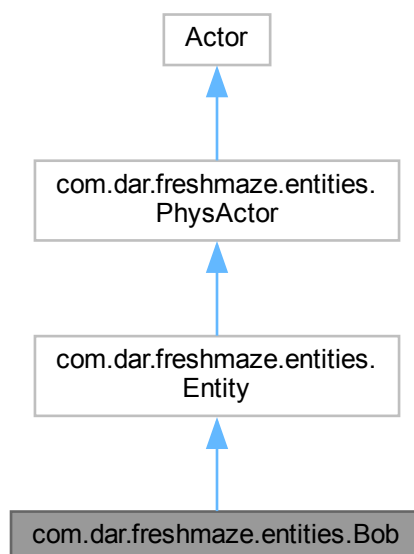 Actor
com.dar.freshmaze.entities.
PhysActor
com.dar.freshmaze.entities.
Entity
com.dar.freshmaze.entities.Bob